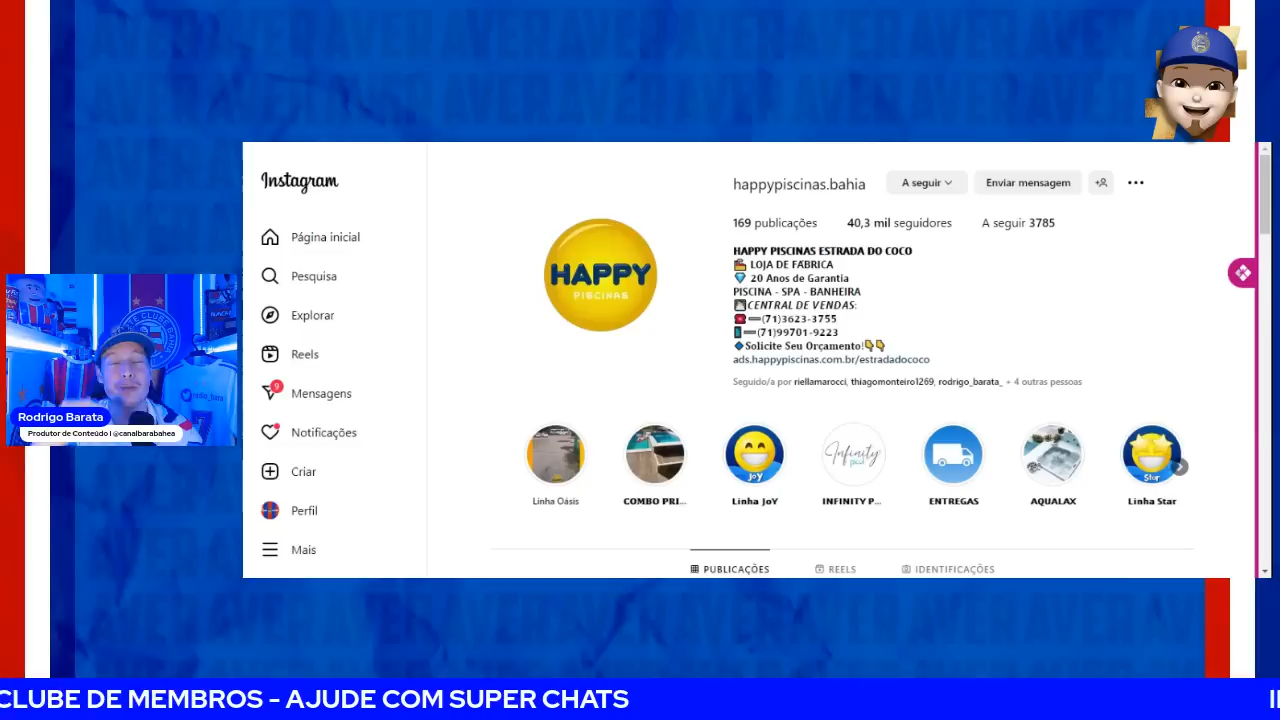 Instagram
Página inicial
Pesquisa
Explorar
Reels
9
Mensagens
Notificações
Criar
Perfil
Mais
happypiscinas.bahia
A seguir
Enviar mensagem
169 publicações
40,3 mil seguidores
A seguir 3785
HAPPY PISCINAS ESTRADA DO COCO
LOJA DE FÁBRICA
20 Anos de Garantia
PISCINA - SPA - BANHEIRA
CENTRAL DE VENDAS:
(71)3623-3755
(71)99701-9223
Solicite Seu Orçamento!
ads.happypiscinas.com.br/estradadococo
Seguido/a por riellamarocci, thiagomonteiro1269, rodrigo_barata_ + 4 outras pessoas
HAPPY
PISCINAS
JOY
Infinity
Star
Linha Oásis
COMBO PRI...
Linha JoY
INFINITY P...
ENTREGAS
AQUALAX
Linha Star
PUBLICAÇÕES
REELS
IDENTIFICAÇÕES
Rodrigo Barata
Produtor de Conteúdo | @canalbarabahea
CLUBE DE MEMBROS - AJUDE COM SUPER CHATS